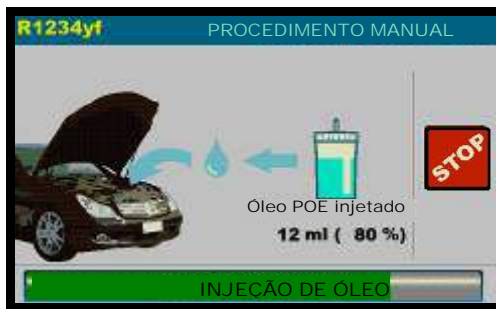 R1234yf PROCEDIMENTO MANUAL
STOP
Óleo POE injetado
12 ml ( 80 %)
INJEÇÃO DE ÓLEO